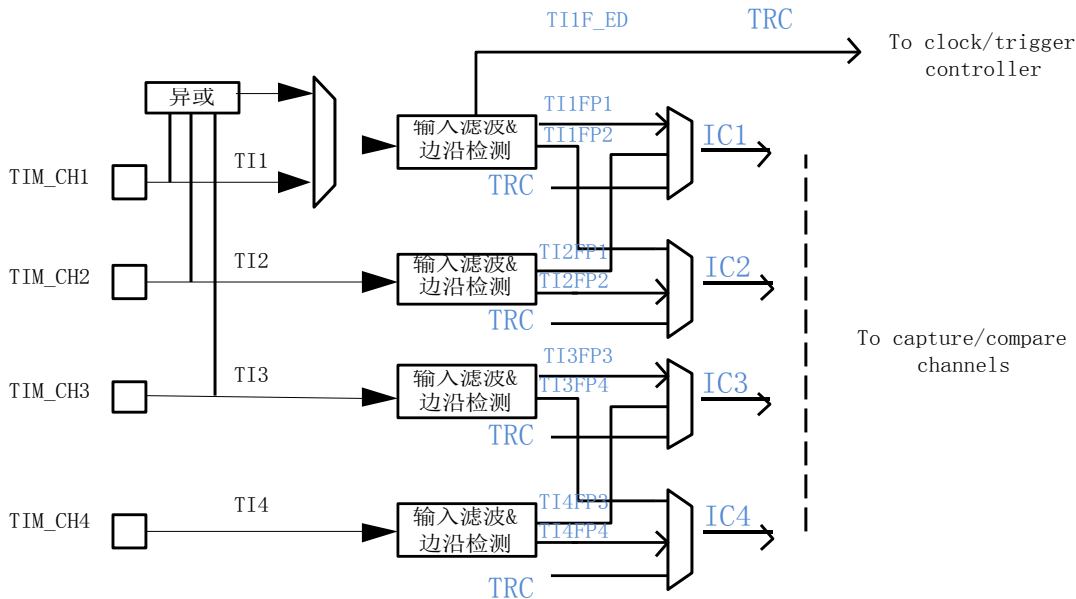 TI1F_ED
TRC
To clock/trigger
controller
异或
TI1FP1
输入滤波&
边沿检测
TI1FP2
IC1
TIM_CH1
TI1
TRC
TIM_CH2
TI2
输入滤波&
边沿检测
TI2FP1
TI2FP2
IC2
TRC
To capture/compare
channels
TIM_CH3
TI3
输入滤波&
边沿检测
TI3FP3
TI3FP4
IC3
TRC
TIM_CH4
TI4
输入滤波&
边沿检测
TI4FP3
TI4FP4
IC4
TRC